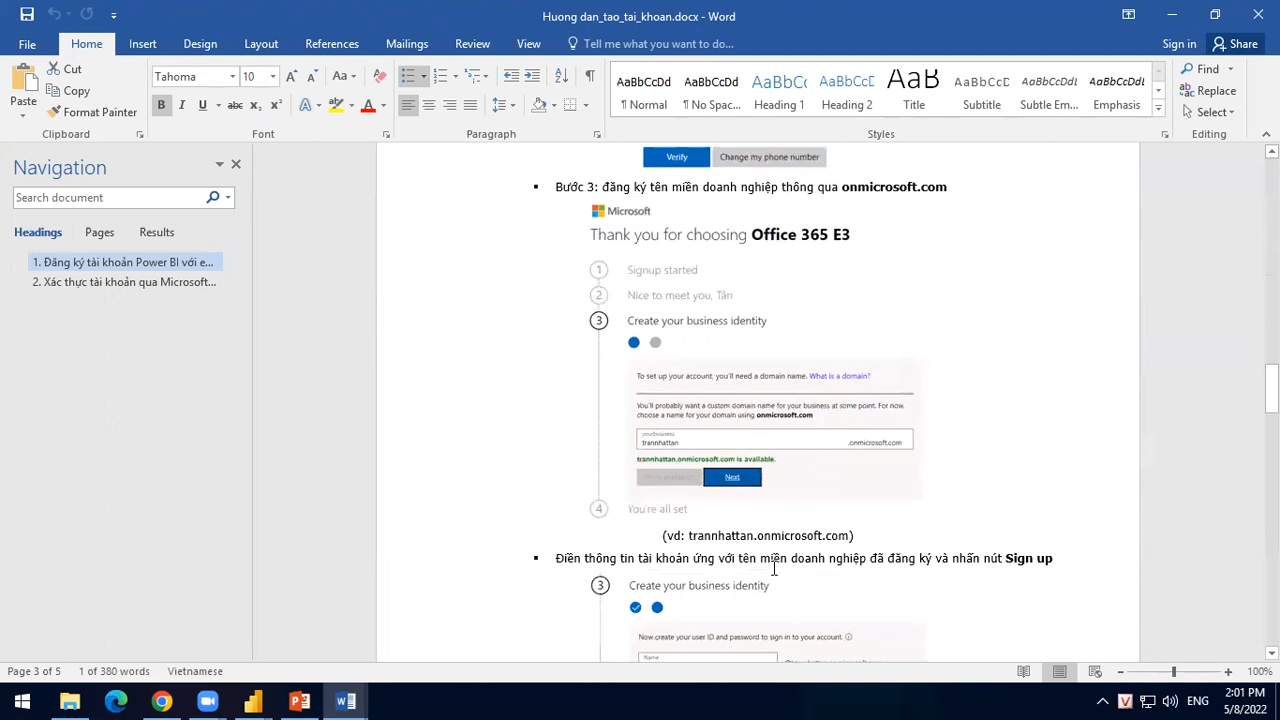 Huong dan_tao_tai_khoan.docx - Word
File Home Insert Design Layout References Mailings Review View Tell me what you want to do... Sign in Share
Cut
Copy
Format Painter
Paste
Tahoma 10
AaBbCcDd AaBbCcDd AaBbCc AaBbCcD AaB AaBbCcD AaBbCcDd AaBbCcDd
¶ Normal ¶ No Spac... Heading 1 Heading 2 Title Subtitle Subtle Em... Emphasis
Find
Replace
Select
Clipboard Font Paragraph Styles Editing
Navigation
Search document
Headings Pages Results
1. Đăng ký tài khoản Power BI với e...
2. Xác thực tài khoản qua Microsoft...
Verify Change my phone number
Bước 3: đăng ký tên miền doanh nghiệp thông qua onmicrosoft.com
Microsoft
Thank you for choosing Office 365 E3
1 Signup started
2 Nice to meet you, Tân
3 Create your business identity
To set up your account, you'll need a domain name. What is a domain?
You'll probably want a custom domain name for your business at some point. For now,
choose a name for your domain using onmicrosoft.com
yourbusiness
trannhattan .onmicrosoft.com
trannhattan.onmicrosoft.com is available.
Next
4 You're all set
(vd: trannhattan.onmicrosoft.com)
Điền thông tin tài khoản ứng với tên miền doanh nghiệp đã đăng ký và nhấn nút Sign up
3 Create your business identity
Now create your user ID and password to sign in to your account.
Name
Page 3 of 5 1 of 380 words Vietnamese 100%
ENG
2:01 PM
5/8/2022